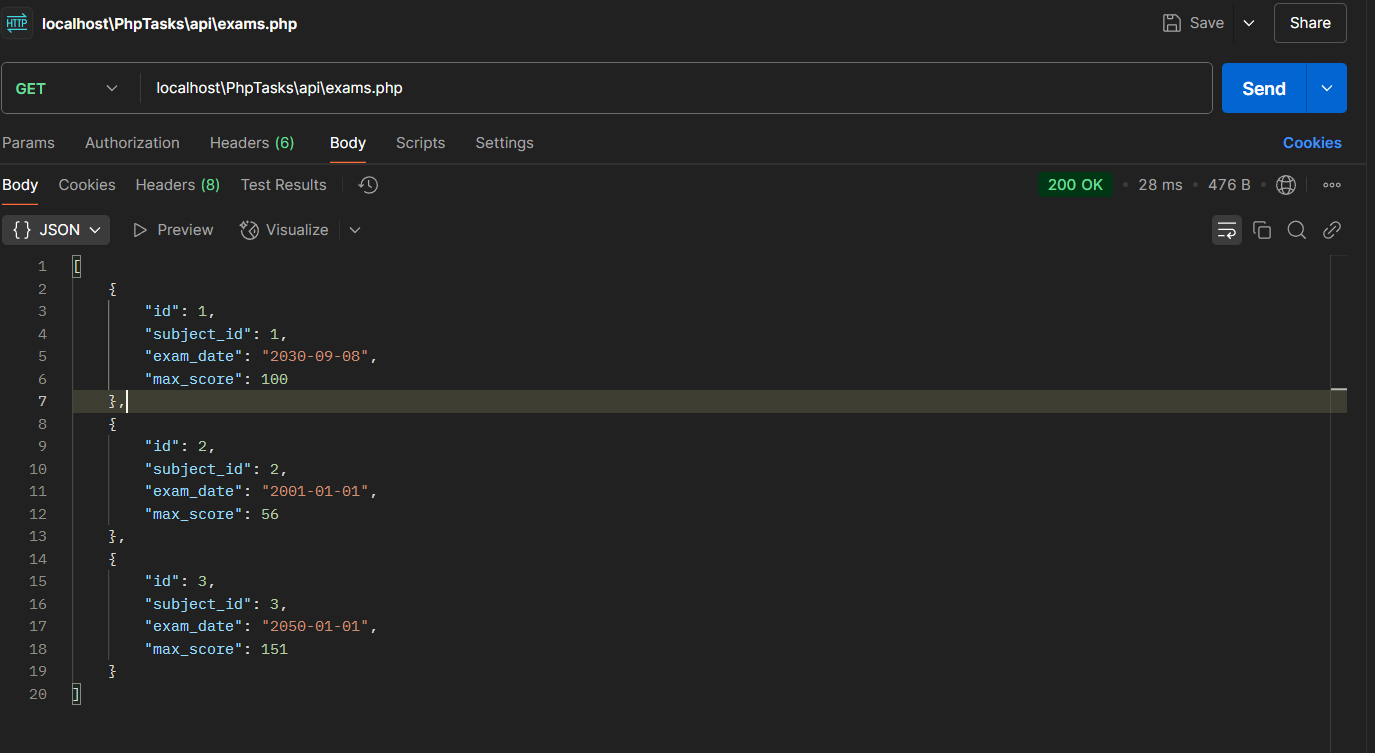 HTTP localhost\PhpTasks\api\exams.php Save Share
GET localhost\PhpTasks\api\exams.php Send
Params Authorization Headers (6) Body Scripts Settings Cookies
Body Cookies Headers (8) Test Results 200 OK • 28 ms • 476 B •
{} JSON Preview Visualize
1 [
2 {
3 "id": 1,
4 "subject_id": 1,
5 "exam_date": "2030-09-08",
6 "max_score": 100
7 },
8 {
9 "id": 2,
10 "subject_id": 2,
11 "exam_date": "2001-01-01",
12 "max_score": 56
13 },
14 {
15 "id": 3,
16 "subject_id": 3,
17 "exam_date": "2050-01-01",
18 "max_score": 151
19 }
20 ]